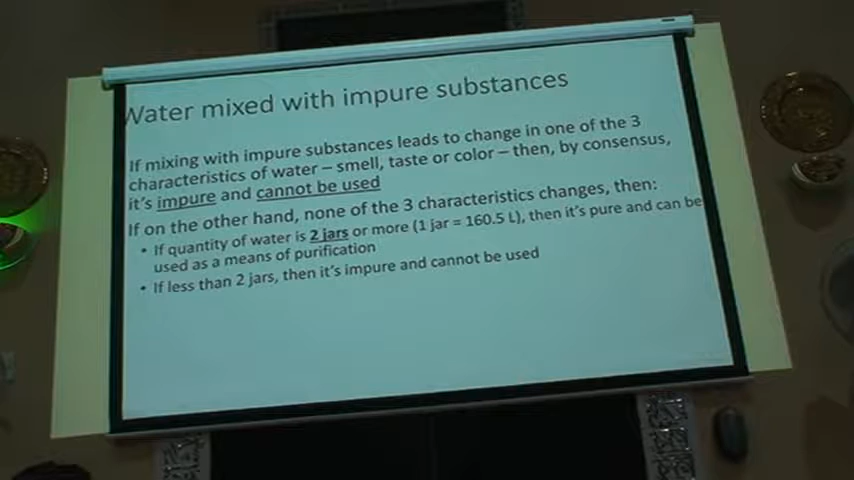 Water mixed with impure substances
If mixing with impure substances leads to change in one of the 3
characteristics of water – smell, taste or color – then, by consensus,
it's impure and cannot be used
If on the other hand, none of the 3 characteristics changes, then:
• If quantity of water is 2 jars or more (1 jar = 160.5 L), then it's pure and can be
used as a means of purification
• If less than 2 jars, then it's impure and cannot be used